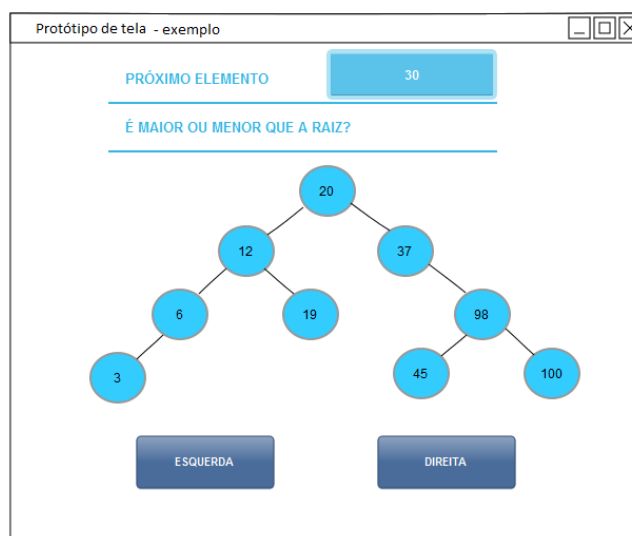 Protótipo de tela - exemplo
PRÓXIMO ELEMENTO
30
É MAIOR OU MENOR QUE A RAIZ?
20
12
37
6
19
98
3
45
100
ESQUERDA
DIREITA